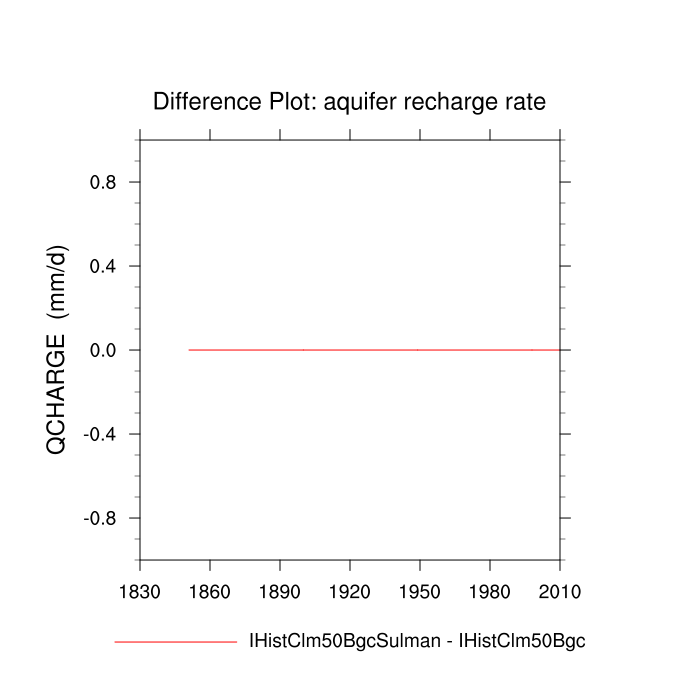 Difference Plot: aquifer recharge rate
QCHARGE (mm/d)
0.8
0.4
0.0
-0.4
-0.8
1830 1860 1890 1920 1950 1980 2010
IHistClm50BgcSulman - IHistClm50Bgc